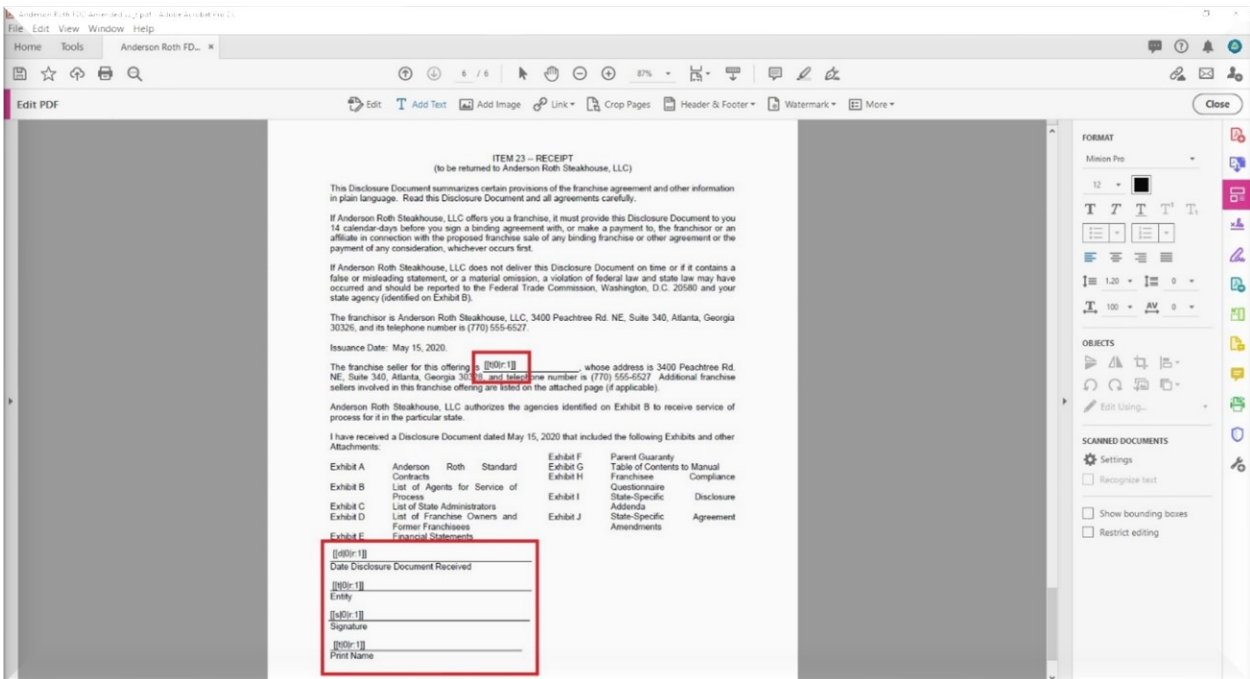 Anderson Roth FDD Amended
File Edit View Window Help
Home Tools Anderson Roth FD... ×
6 / 6 87%
Edit PDF Edit Add Text Add Image Link Crop Pages Header & Footer Watermark More Close
ITEM 23 – RECEIPT
(to be returned to Anderson Roth Steakhouse, LLC)
This Disclosure Document summarizes certain provisions of the franchise agreement and other information
in plain language. Read this Disclosure Document and all agreements carefully.
If Anderson Roth Steakhouse, LLC offers you a franchise, it must provide this Disclosure Document to you
14 calendar-days before you sign a binding agreement with, or make a payment to, the franchisor or an
affiliate in connection with the proposed franchise sale of any binding franchise or other agreement or the
payment of any consideration, whichever occurs first.
If Anderson Roth Steakhouse, LLC does not deliver this Disclosure Document on time or if it contains a
false or misleading statement, or a material omission, a violation of federal law and state law may have
occurred and should be reported to the Federal Trade Commission, Washington, D.C. 20580 and your
state agency (identified on Exhibit B).
The franchisor is Anderson Roth Steakhouse, LLC, 3400 Peachtree Rd. NE, Suite 340, Atlanta, Georgia
30326, and its telephone number is (770) 555-6527.
Issuance Date: May 15, 2020.
The franchise seller for this offering is [[t|0|r:1]], whose address is 3400 Peachtree Rd.
NE, Suite 340, Atlanta, Georgia 30326, and telephone number is (770) 555-6527 Additional franchise
sellers involved in this franchise offering are listed on the attached page (if applicable).
Anderson Roth Steakhouse, LLC authorizes the agencies identified on Exhibit B to receive service of
process for it in the particular state.
I have received a Disclosure Document dated May 15, 2020 that included the following Exhibits and other
Attachments:
Exhibit A Anderson Roth Standard
Contracts
Exhibit B List of Agents for Service of
Process
Exhibit C List of State Administrators
Exhibit D List of Franchise Owners and
Former Franchisees
Exhibit E Financial Statements
Exhibit F Parent Guaranty
Exhibit G Table of Contents to Manual
Exhibit H Franchisee Compliance
Questionnaire
Exhibit I State-Specific Disclosure
Addenda
Exhibit J State-Specific Agreement
Amendments
[[d|0|r:1]]
Date Disclosure Document Received
[[t|0|r:1]]
Entity
[[s|0|r:1]]
Signature
[[t|0|r:1]]
Print Name
FORMAT
Minion Pro
12
T T T T¹ T₁
1.20 0
100 AV 0
OBJECTS
Edit Using...
SCANNED DOCUMENTS
Settings
Recognize text
Show bounding boxes
Restrict editing